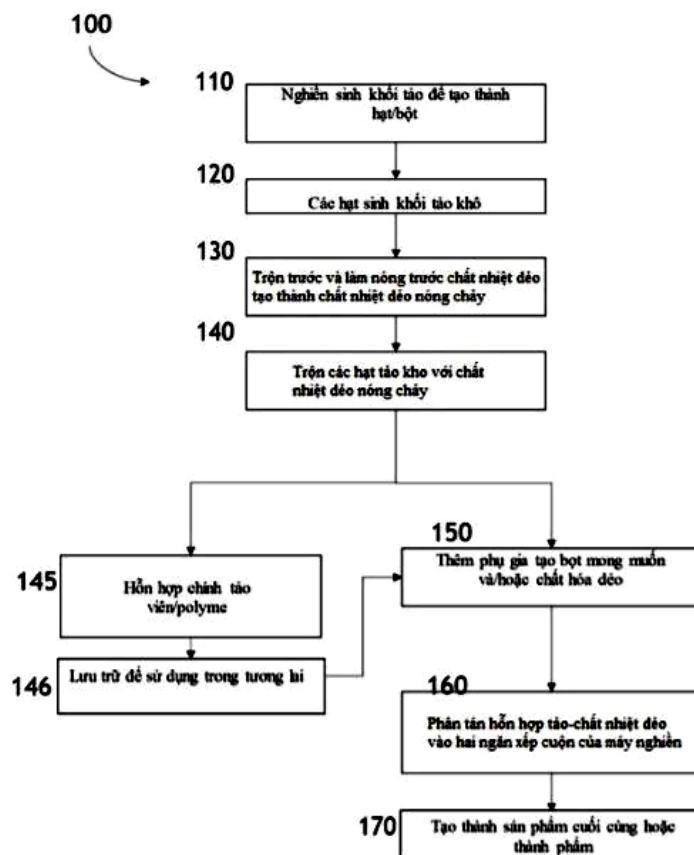 100
110
Nghiền sinh khối tảo để tạo thành
hạt/bột
120
Các hạt sinh khối tảo khô
130
Trộn trước và làm nóng trước chất nhiệt dẻo
tạo thành chất nhiệt dẻo nóng chảy
140
Trộn các hạt tảo kho với chất
nhiệt dẻo nóng chảy
145
Hỗn hợp chính tảo
viên/polyme
146
Lưu trữ để sử dụng trong tương lai
150
Thêm phụ gia tạo bọt mong muốn
và/hoặc chất hóa dẻo
160
Phân tán hỗn hợp tảo-chất nhiệt dẻo
vào hai ngăn xếp cuộn của máy nghiền
170
Tạo thành sản phẩm cuối cùng hoặc
thành phẩm